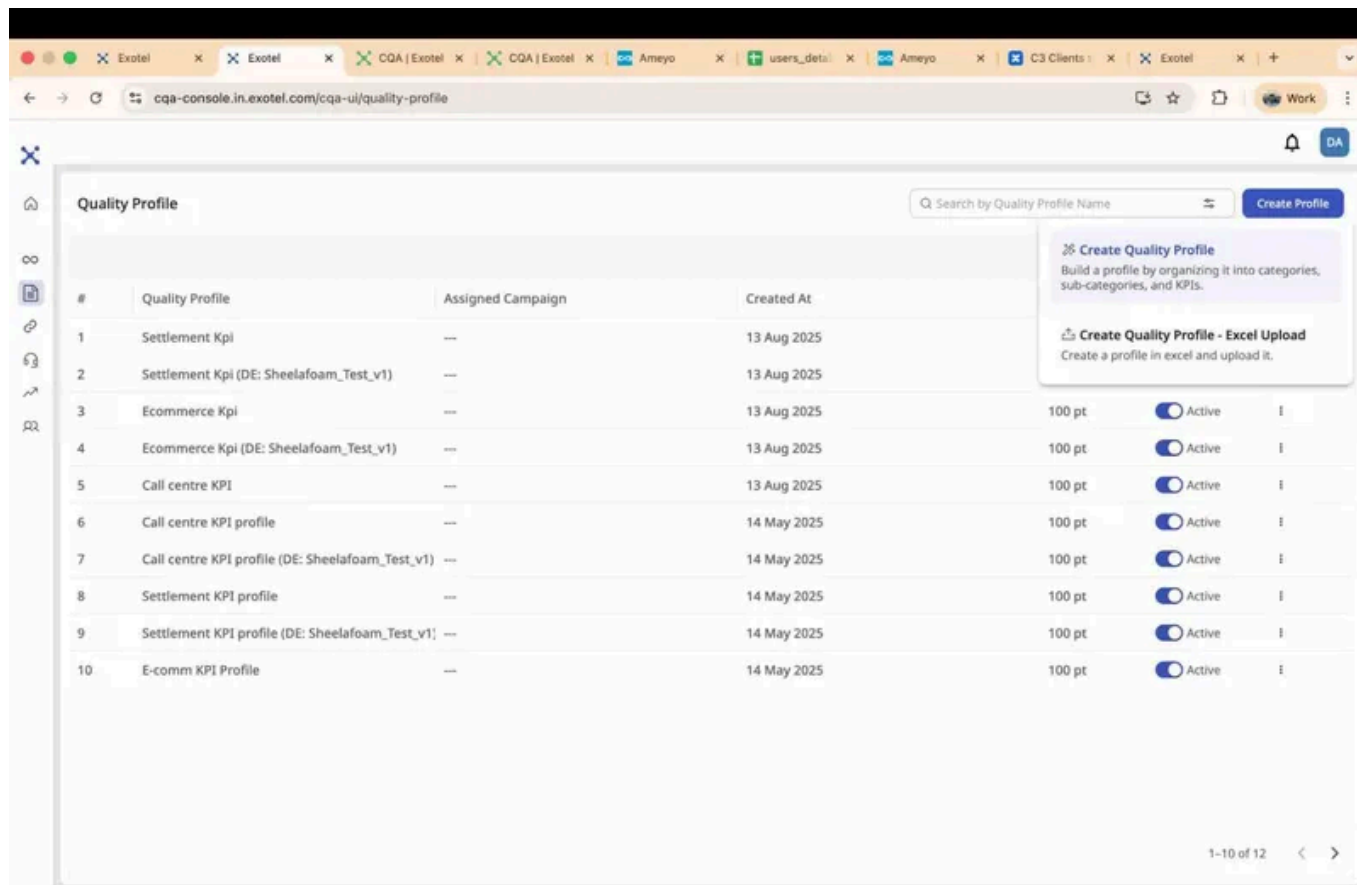 Exotel Exotel CQA | Exotel CQA | Exotel Ameyo users_detai Ameyo C3 Clients Exotel
cqa-console.in.exotel.com/cqa-ui/quality-profile Work
DA
Quality Profile Search by Quality Profile Name Create Profile
Create Quality Profile
Build a profile by organizing it into categories,
sub-categories, and KPIs.
Create Quality Profile - Excel Upload
Create a profile in excel and upload it.
# Quality Profile Assigned Campaign Created At
1 Settlement Kpi --- 13 Aug 2025
2 Settlement Kpi (DE: Sheelafoam_Test_v1) --- 13 Aug 2025
3 Ecommerce Kpi --- 13 Aug 2025 100 pt Active
4 Ecommerce Kpi (DE: Sheelafoam_Test_v1) --- 13 Aug 2025 100 pt Active
5 Call centre KPI --- 13 Aug 2025 100 pt Active
6 Call centre KPI profile --- 14 May 2025 100 pt Active
7 Call centre KPI profile (DE: Sheelafoam_Test_v1) --- 14 May 2025 100 pt Active
8 Settlement KPI profile --- 14 May 2025 100 pt Active
9 Settlement KPI profile (DE: Sheelafoam_Test_v1) --- 14 May 2025 100 pt Active
10 E-comm KPI Profile --- 14 May 2025 100 pt Active
1–10 of 12